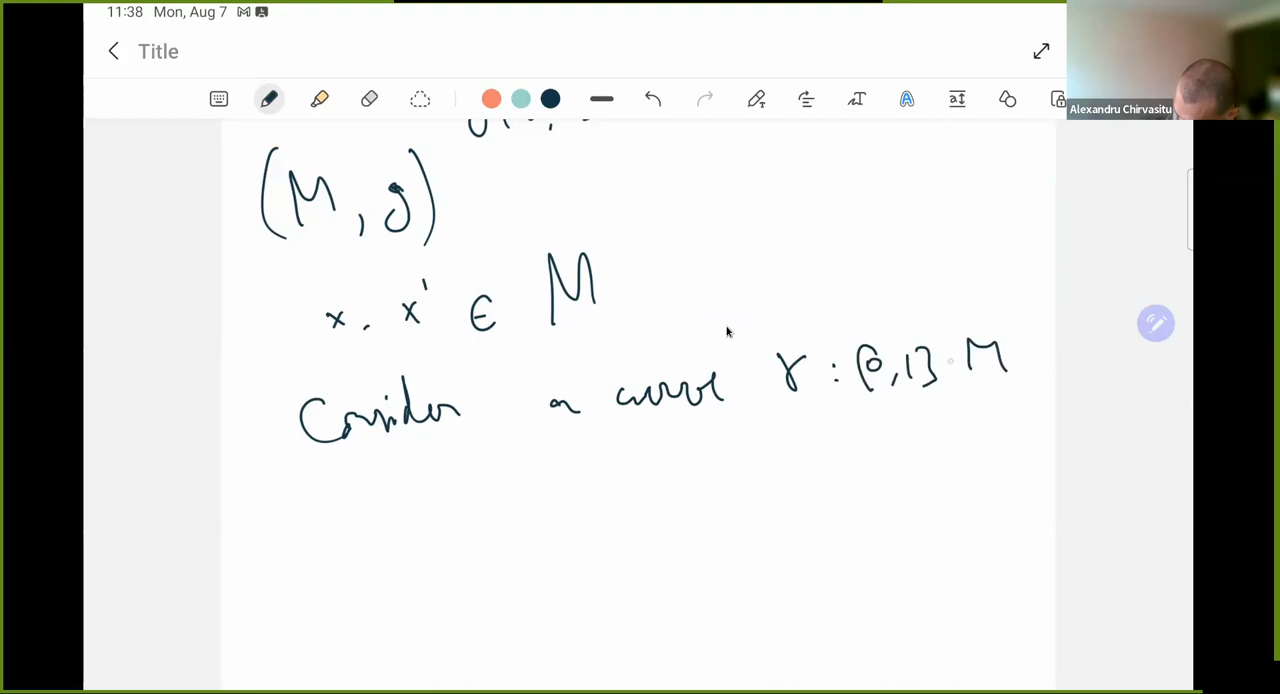 11:38 Mon, Aug 7
Title
Alexandru Chirvasitu
(M, g)
x, x' ∈ M
Consider a curve γ : [0,1] M